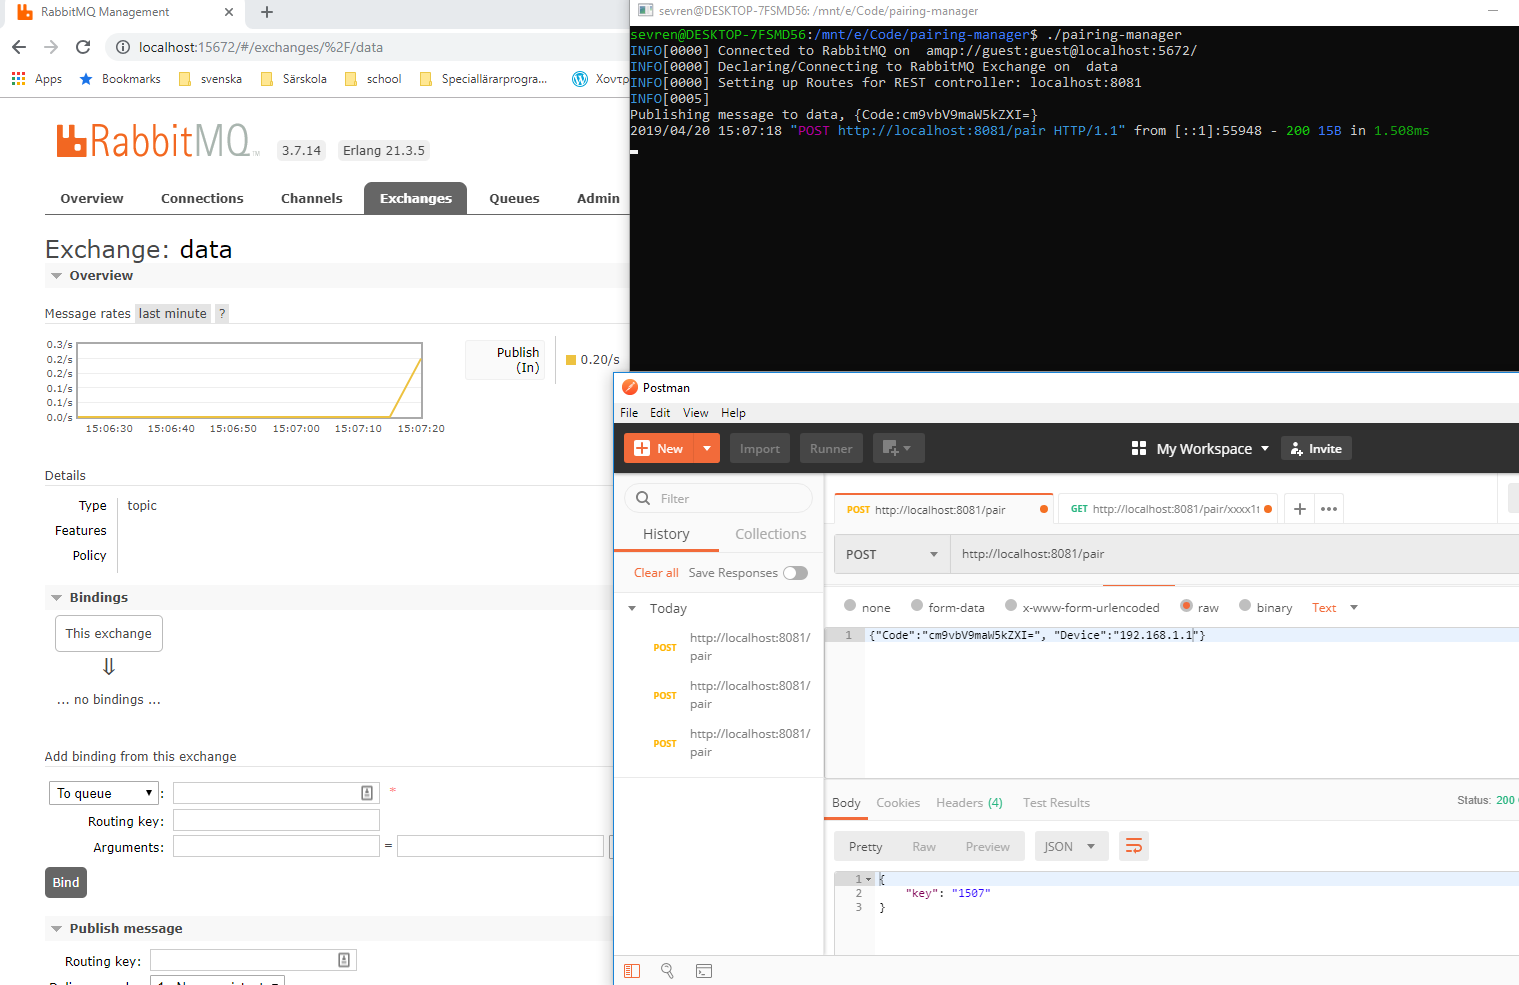 RabbitMQ Management
localhost:15672/#/exchanges/%2F/data
Apps Bookmarks svenska Särskola school Speciallärarprogra... Χοντρ
RabbitMQ 3.7.14 Erlang 21.3.5
Overview Connections Channels Exchanges Queues Admin
Exchange: data
Overview
Message rates last minute ?
0.3/s
0.2/s
0.2/s
0.1/s
0.1/s
0.0/s
15:06:30 15:06:40 15:06:50 15:07:00 15:07:10 15:07:20
Publish
(In)
0.20/s
Details
Type topic
Features
Policy
Bindings
This exchange
⇓
... no bindings ...
Add binding from this exchange
To queue : *
Routing key:
Arguments: =
Bind
Publish message
Routing key:
sevren@DESKTOP-7FSMD56: /mnt/e/Code/pairing-manager
sevren@DESKTOP-7FSMD56:/mnt/e/Code/pairing-manager$ ./pairing-manager
INFO[0000] Connected to RabbitMQ on  amqp://guest:guest@localhost:5672/
INFO[0000] Declaring/Connecting to RabbitMQ Exchange on  data
INFO[0000] Setting up Routes for REST controller: localhost:8081
INFO[0005]
Publishing message to data, {Code:cm9vbV9maW5kZXI=}
2019/04/20 15:07:18 "POST http://localhost:8081/pair HTTP/1.1" from [::1]:55948 - 200 15B in 1.508ms
Postman
File Edit View Help
New Import Runner My Workspace Invite
Filter
History Collections
Clear all Save Responses
Today
POST http://localhost:8081/
pair
POST http://localhost:8081/
pair
POST http://localhost:8081/
pair
POST http://localhost:8081/pair GET http://localhost:8081/pair/xxxx1t + •••
POST http://localhost:8081/pair
none form-data x-www-form-urlencoded raw binary Text
1 {"Code":"cm9vbV9maW5kZXI=", "Device":"192.168.1.1"}
Body Cookies Headers (4) Test Results Status: 200
Pretty Raw Preview JSON
1 {
2 "key": "1507"
3 }